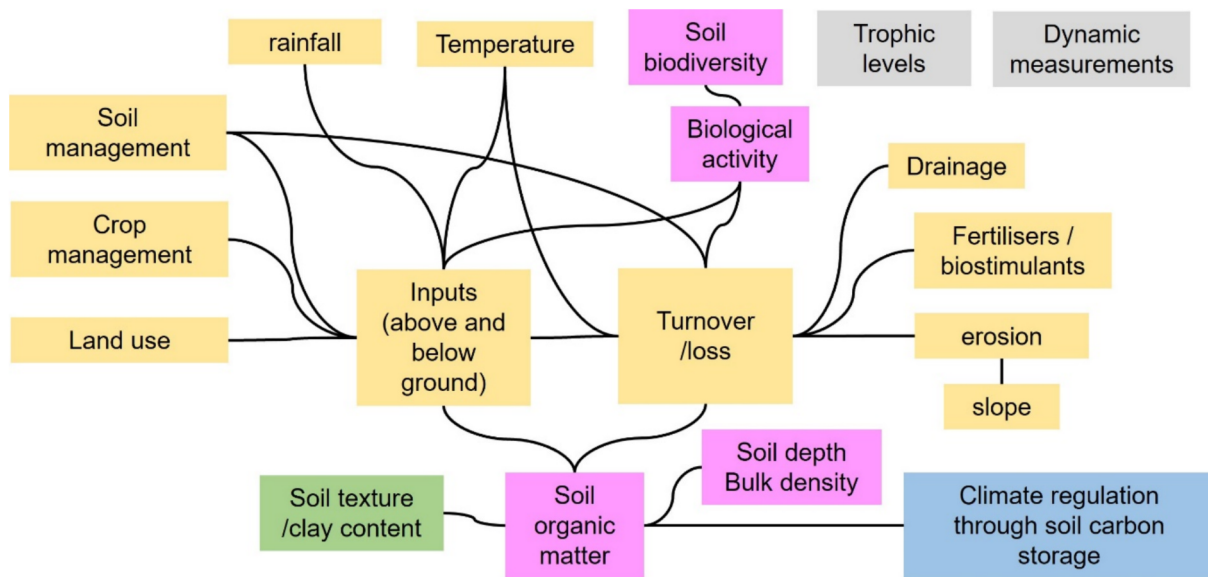 rainfall
Temperature
Soil
biodiversity
Trophic
levels
Dynamic
measurements
Soil
management
Biological
activity
Drainage
Crop
management
Fertilisers /
biostimulants
Inputs
(above and
below
ground)
Turnover
/loss
Land use
erosion
slope
Soil texture
/clay content
Soil
organic
matter
Soil depth
Bulk density
Climate regulation
through soil carbon
storage